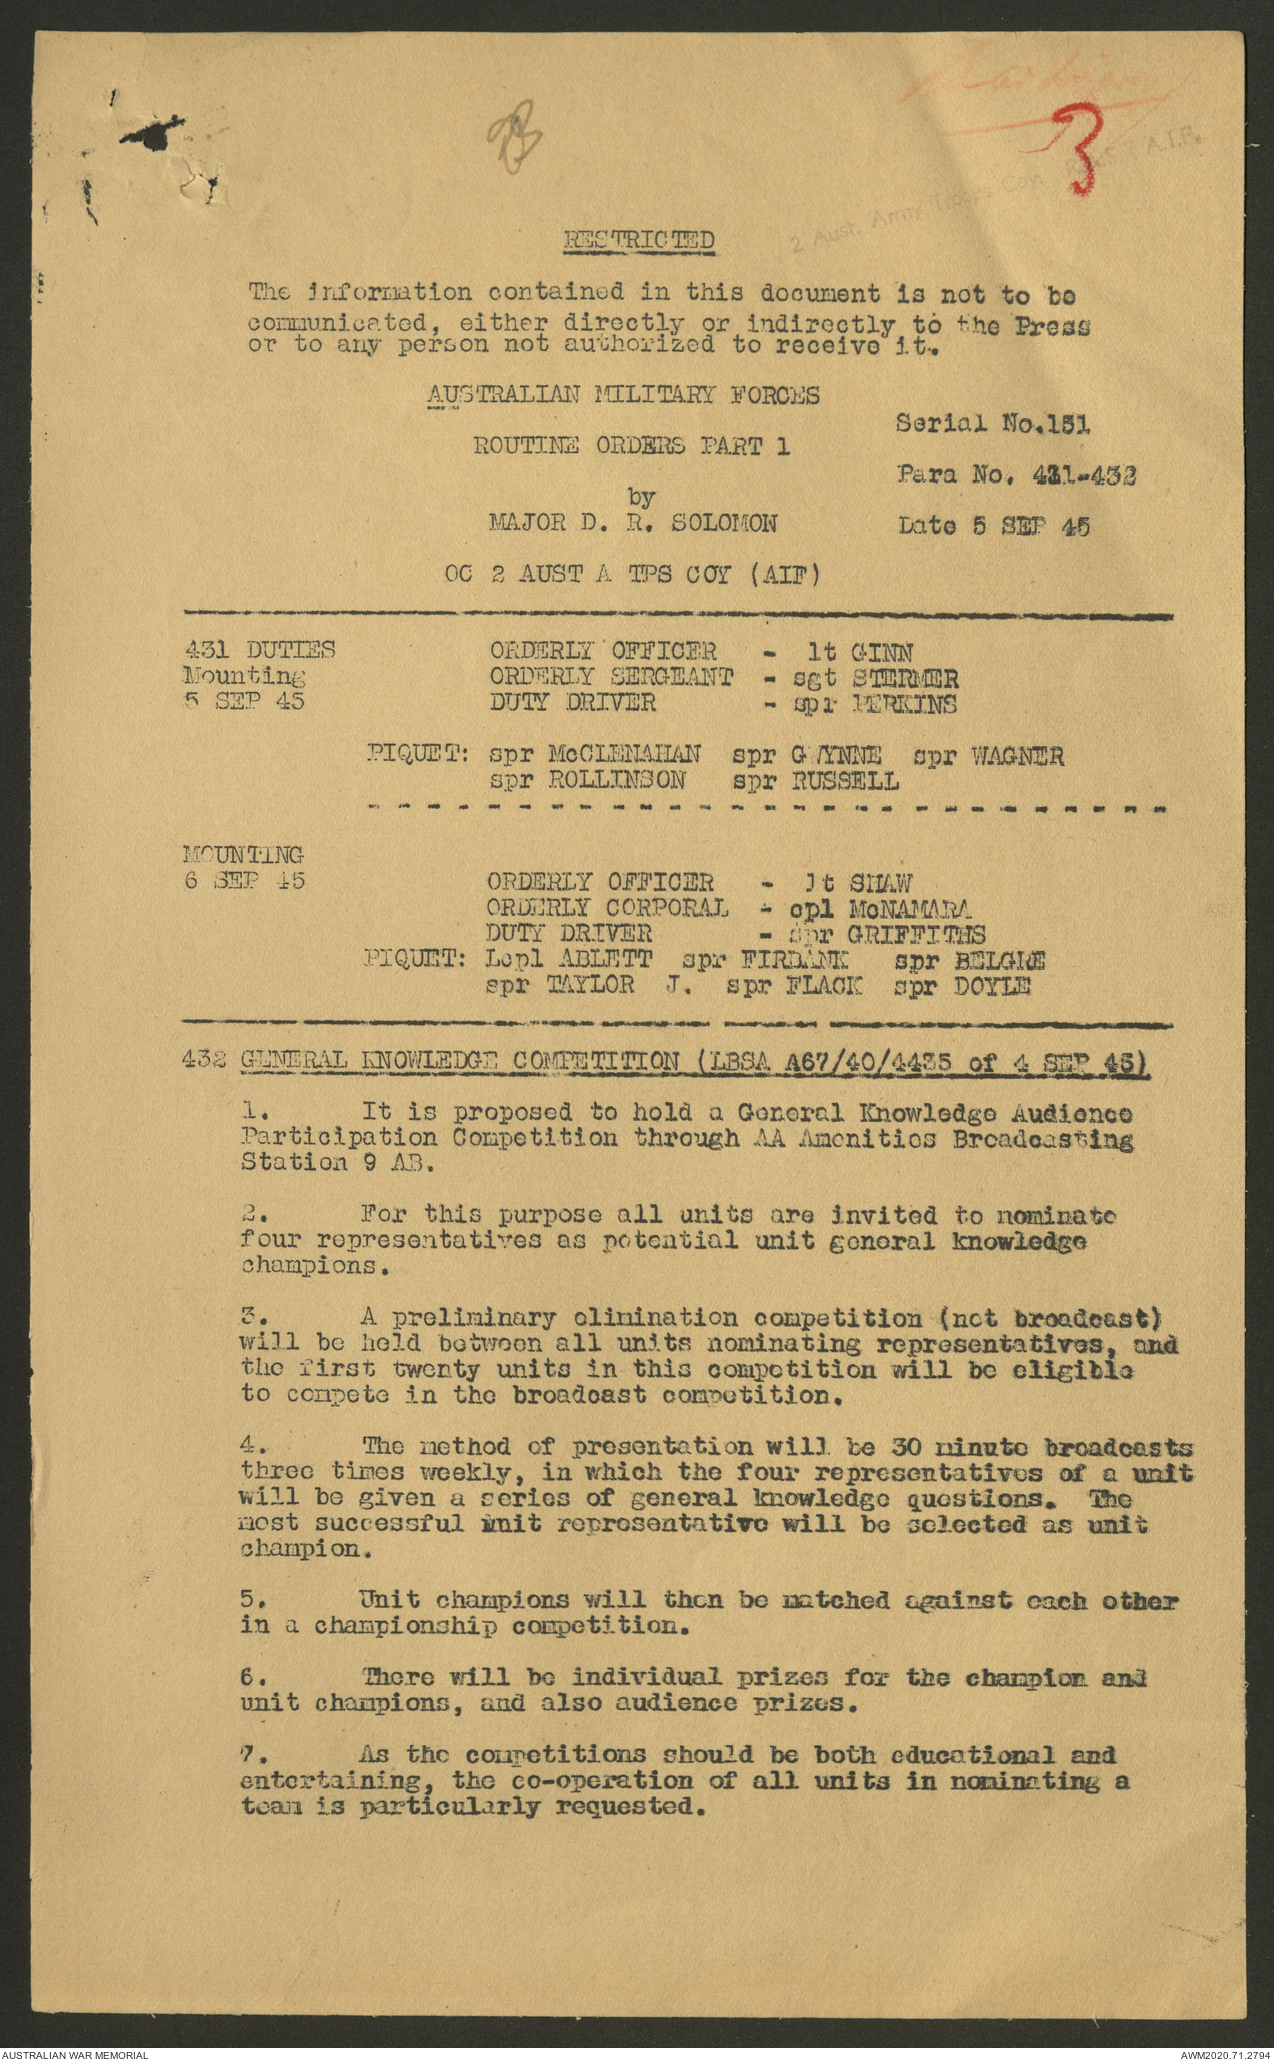 3
2 Aust. Army A.I.F.
RESTRICTED
The information contained in this document is not to be
communicated, either directly or indirectly to the Press
or to any person not authorized to receive it.
AUSTRALIAN MILITARY FORCES
Serial No.151
ROUTINE ORDERS PART 1
Para No. 431-432
by
MAJOR D. R. SOLOMON
Date 5 SEP 45
OC 2 AUST A TPS COY (AIF)
431 DUTIES ORDERLY OFFICER - lt GINN
Mounting ORDERLY SERGEANT - sgt STERMER
5 SEP 45 DUTY DRIVER - spr PERKINS
PIQUET: spr McCLENAHAN spr GWYNNE spr WAGNER
spr ROLLINSON spr RUSSELL
MOUNTING
6 SEP 45 ORDERLY OFFICER - lt SHAW
ORDERLY CORPORAL - cpl McNAMARA
DUTY DRIVER - spr GRIFFITHS
PIQUET: Lcpl ABLETT spr FIRBANK spr BELGRE
spr TAYLOR J. spr FLACK spr DOYLE
432 GENERAL KNOWLEDGE COMPETITION (LBSA A67/40/4435 of 4 SEP 45)
1. It is proposed to hold a General Knowledge Audience
Participation Competition through AA Amenities Broadcasting
Station 9 AB.
2. For this purpose all units are invited to nominate
four representatives as potential unit general knowledge
champions.
3. A preliminary elimination competition (not broadcast)
will be held between all units nominating representatives, and
the first twenty units in this competition will be eligible
to compete in the broadcast competition.
4. The method of presentation will be 30 minute broadcasts
three times weekly, in which the four representatives of a unit
will be given a series of general knowledge questions. The
most successful unit representative will be selected as unit
champion.
5. Unit champions will then be matched against each other
in a championship competition.
6. There will be individual prizes for the champion and
unit champions, and also audience prizes.
7. As the competitions should be both educational and
entertaining, the co-operation of all units in nominating a
team is particularly requested.
AUSTRALIAN WAR MEMORIAL
AWM2020.71.2794